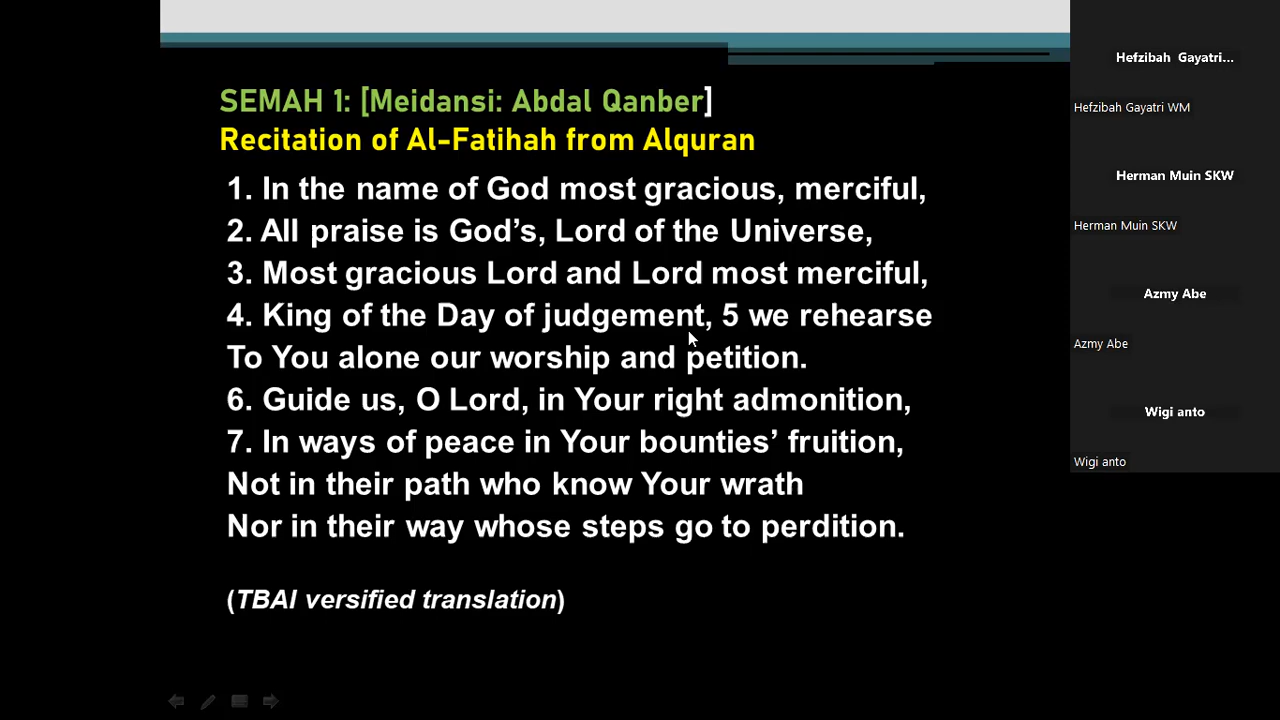 SEMAH 1: [Meidansi: Abdal Qanber]
Recitation of Al-Fatihah from Alquran
1. In the name of God most gracious, merciful,
2. All praise is God’s, Lord of the Universe,
3. Most gracious Lord and Lord most merciful,
4. King of the Day of judgement, 5 we rehearse
To You alone our worship and petition.
6. Guide us, O Lord, in Your right admonition,
7. In ways of peace in Your bounties’ fruition,
Not in their path who know Your wrath
Nor in their way whose steps go to perdition.
(TBAI versified translation)
Hefzibah Gayatri...
Hefzibah Gayatri WM
Herman Muin SKW
Herman Muin SKW
Azmy Abe
Azmy Abe
Wigi anto
Wigi anto